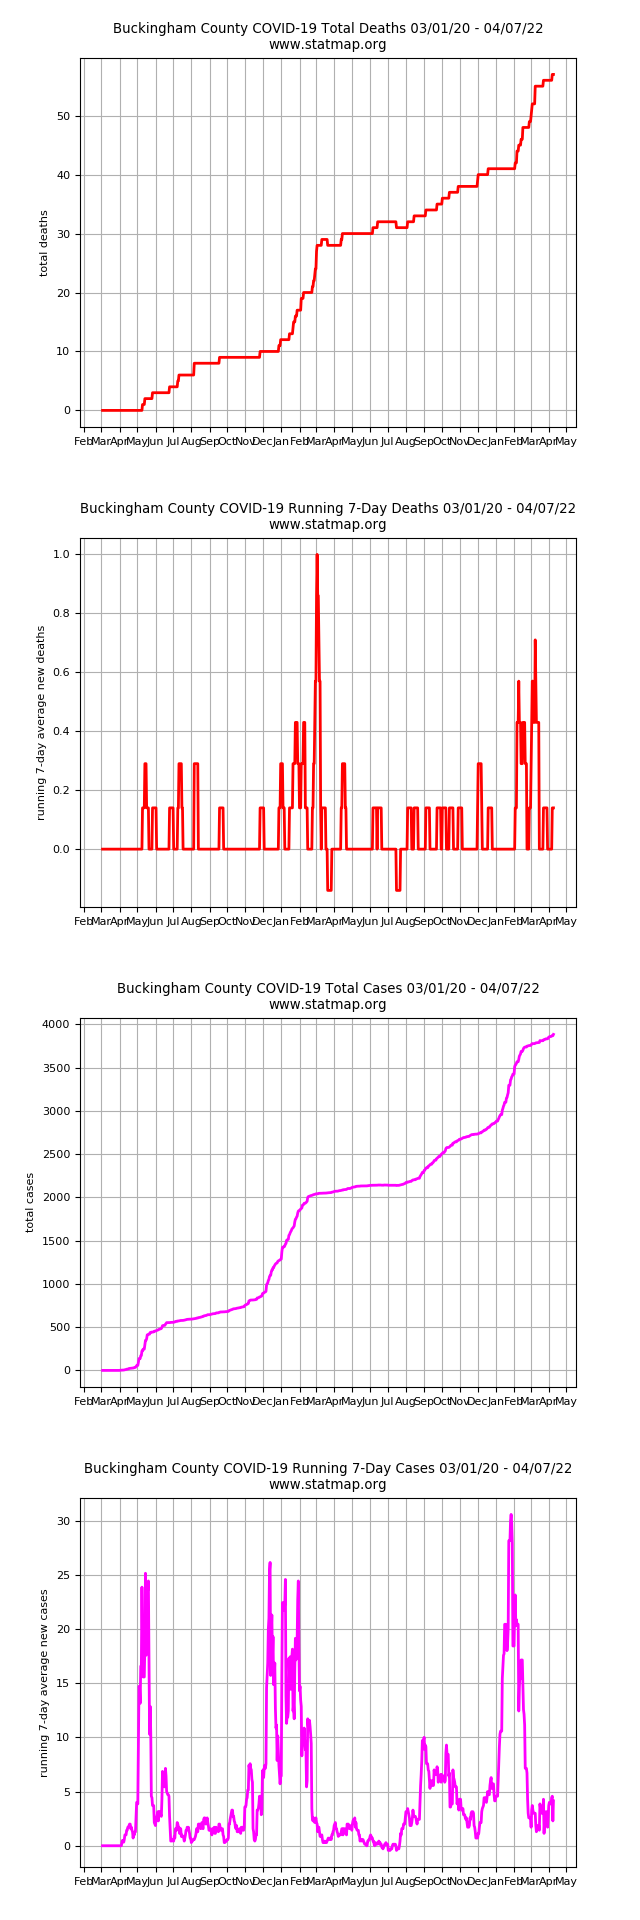 Buckingham County COVID-19 Total Deaths 03/01/20 - 04/07/22
www.statmap.org
50
40
30
20
10
0
total deaths
Feb Mar Apr May Jun Jul Aug Sep Oct Nov Dec Jan Feb Mar Apr May Jun Jul Aug Sep Oct Nov Dec Jan Feb Mar Apr May
Buckingham County COVID-19 Running 7-Day Deaths 03/01/20 - 04/07/22
www.statmap.org
1.0
0.8
0.6
0.4
0.2
0.0
running 7-day average new deaths
Feb Mar Apr May Jun Jul Aug Sep Oct Nov Dec Jan Feb Mar Apr May Jun Jul Aug Sep Oct Nov Dec Jan Feb Mar Apr May
Buckingham County COVID-19 Total Cases 03/01/20 - 04/07/22
www.statmap.org
4000
3500
3000
2500
2000
1500
1000
500
0
total cases
Feb Mar Apr May Jun Jul Aug Sep Oct Nov Dec Jan Feb Mar Apr May Jun Jul Aug Sep Oct Nov Dec Jan Feb Mar Apr May
Buckingham County COVID-19 Running 7-Day Cases 03/01/20 - 04/07/22
www.statmap.org
30
25
20
15
10
5
0
running 7-day average new cases
Feb Mar Apr May Jun Jul Aug Sep Oct Nov Dec Jan Feb Mar Apr May Jun Jul Aug Sep Oct Nov Dec Jan Feb Mar Apr May